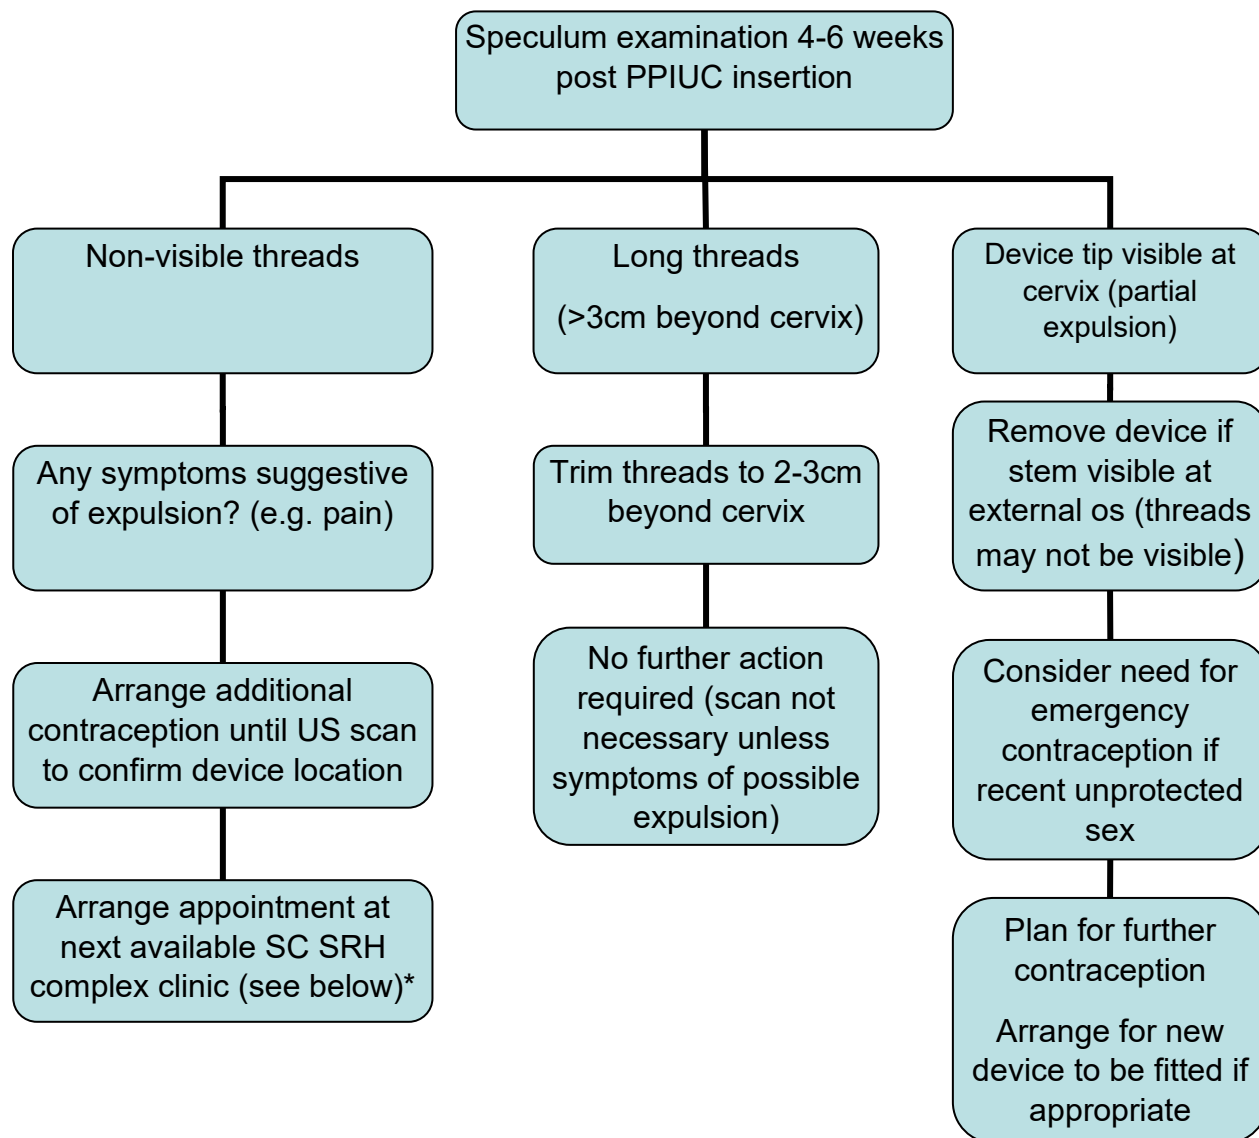 Speculum examination 4-6 weeks
post PPIUC insertion
Non-visible threads
Any symptoms suggestive
of expulsion? (e.g. pain)
Arrange additional
contraception until US scan
to confirm device location
Arrange appointment at
next available SC SRH
complex clinic (see below)*
Long threads
(>3cm beyond cervix)
Trim threads to 2-3cm
beyond cervix
No further action
required (scan not
necessary unless
symptoms of possible
expulsion)
Device tip visible at
cervix (partial
expulsion)
Remove device if
stem visible at
external os (threads
may not be visible)
Consider need for
emergency
contraception if
recent unprotected
sex
Plan for further
contraception
Arrange for new
device to be fitted if
appropriate